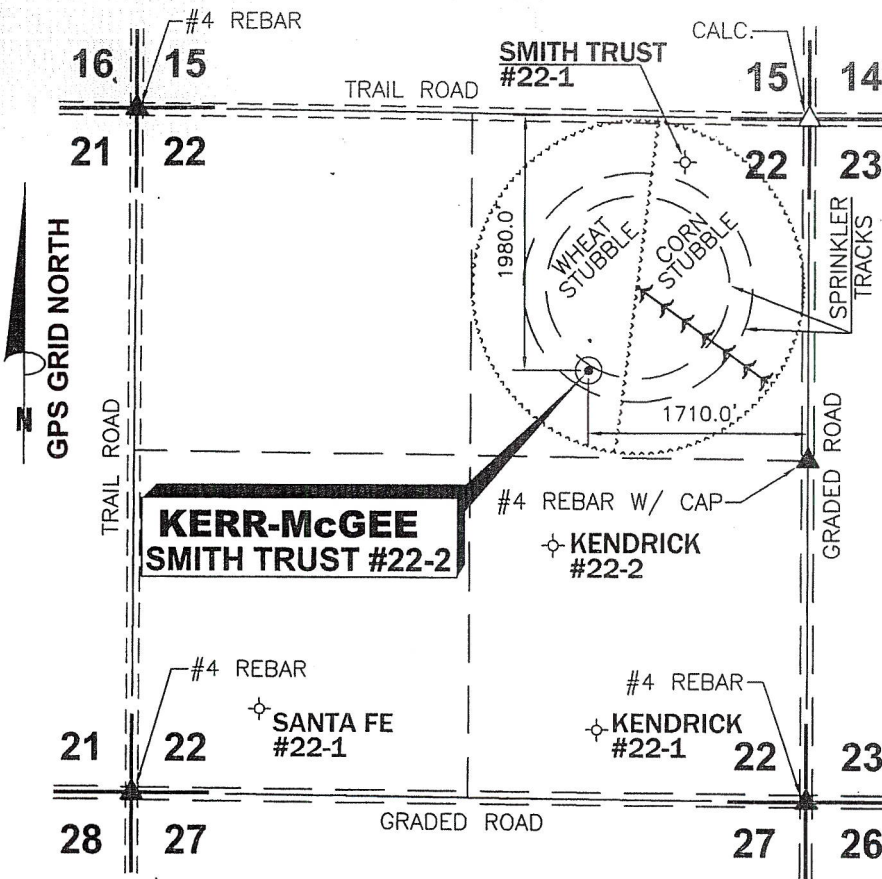 #4 REBAR
CALC.
16 15
SMITH TRUST
#22-1
15 14
TRAIL ROAD
21 22
22 23
1980.0'
WHEAT
STUBBLE
CORN
STUBBLE
SPRINKLER
TRACKS
GPS GRID NORTH
N
TRAIL ROAD
1710.0'
GRADED ROAD
#4 REBAR W/ CAP
KERR-McGEE
SMITH TRUST #22-2
KENDRICK
#22-2
#4 REBAR
#4 REBAR
SANTA FE
#22-1
KENDRICK
#22-1
21 22
22 23
GRADED ROAD
28 27
27 26